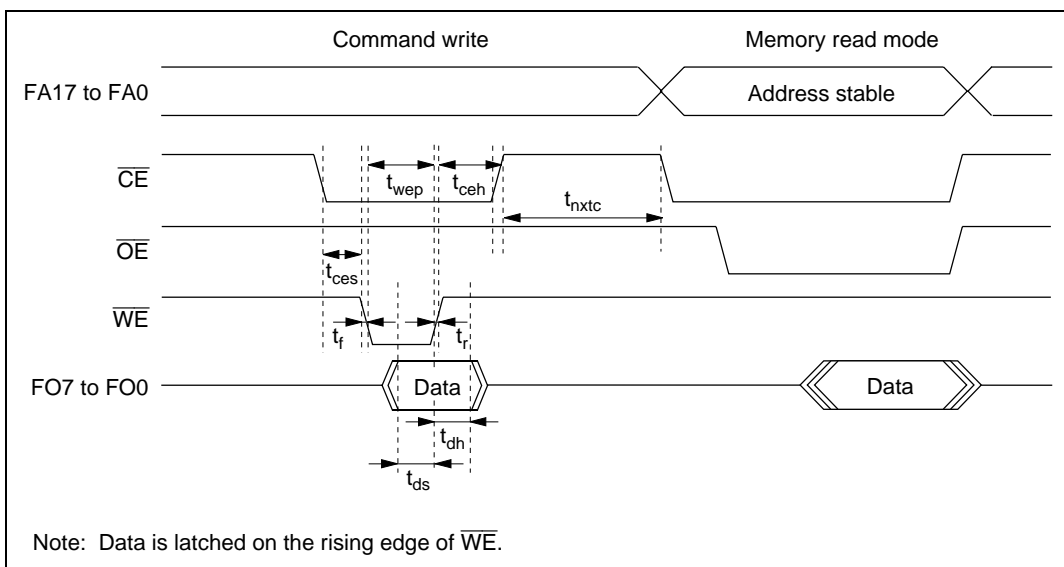 Command write
Memory read mode
FA17 to FA0
Address stable
CE
twep
tceh
tnxtc
OE
tces
WE
tf
tr
FO7 to FO0
Data
Data
tdh
tds
Note: Data is latched on the rising edge of WE.